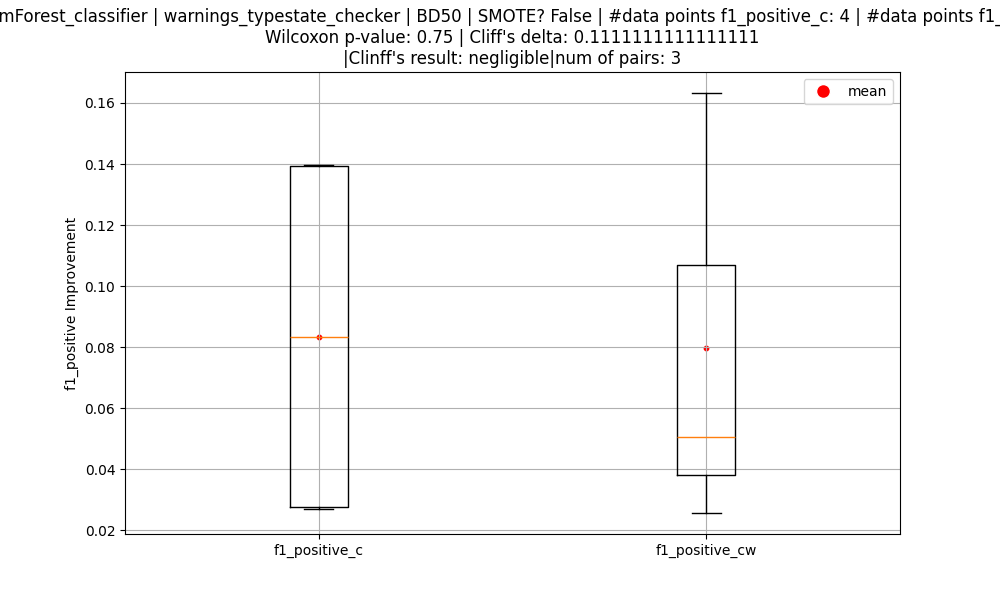 mForest_classifier | warnings_typestate_checker | BD50 | SMOTE? False | #data points f1_positive_c: 4 | #data points f1_
Wilcoxon p-value: 0.75 | Cliff's delta: 0.1111111111111111
|Clinff's result: negligible|num of pairs: 3
mean
0.16
0.14
0.12
0.10
0.08
0.06
0.04
0.02
f1_positive Improvement
f1_positive_c
f1_positive_cw